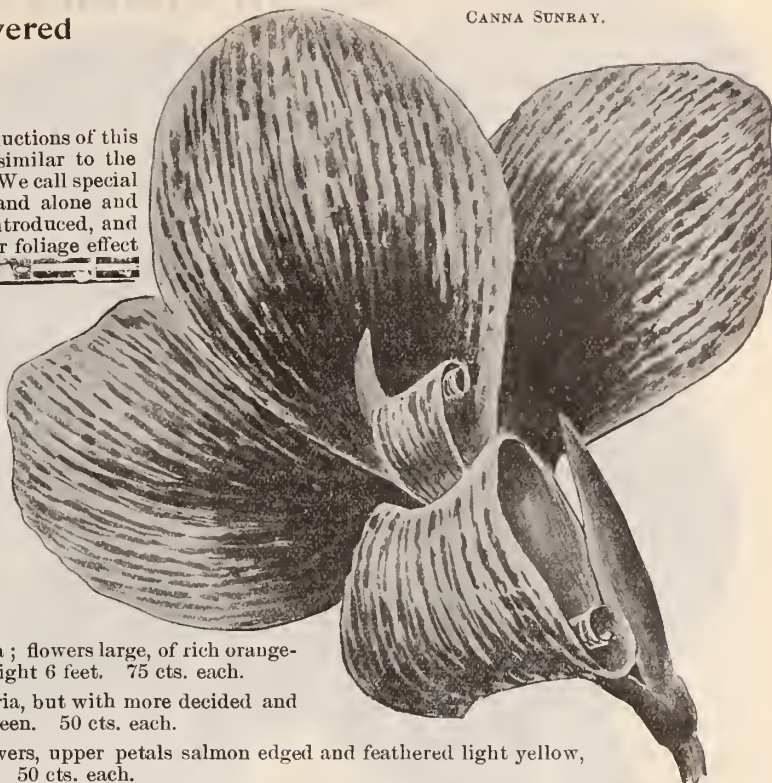 CANNA SUNRAY.
vered
uctions of this
similar to the
We call special
and alone and
ntroduced, and
r foliage effect
a ; flowers large, of rich orange-
ight 6 feet. 75 cts. each.
ria, but with more decided and
een. 50 cts. each.
wers, upper petals salmon edged and feathered light yellow,
50 cts. each.